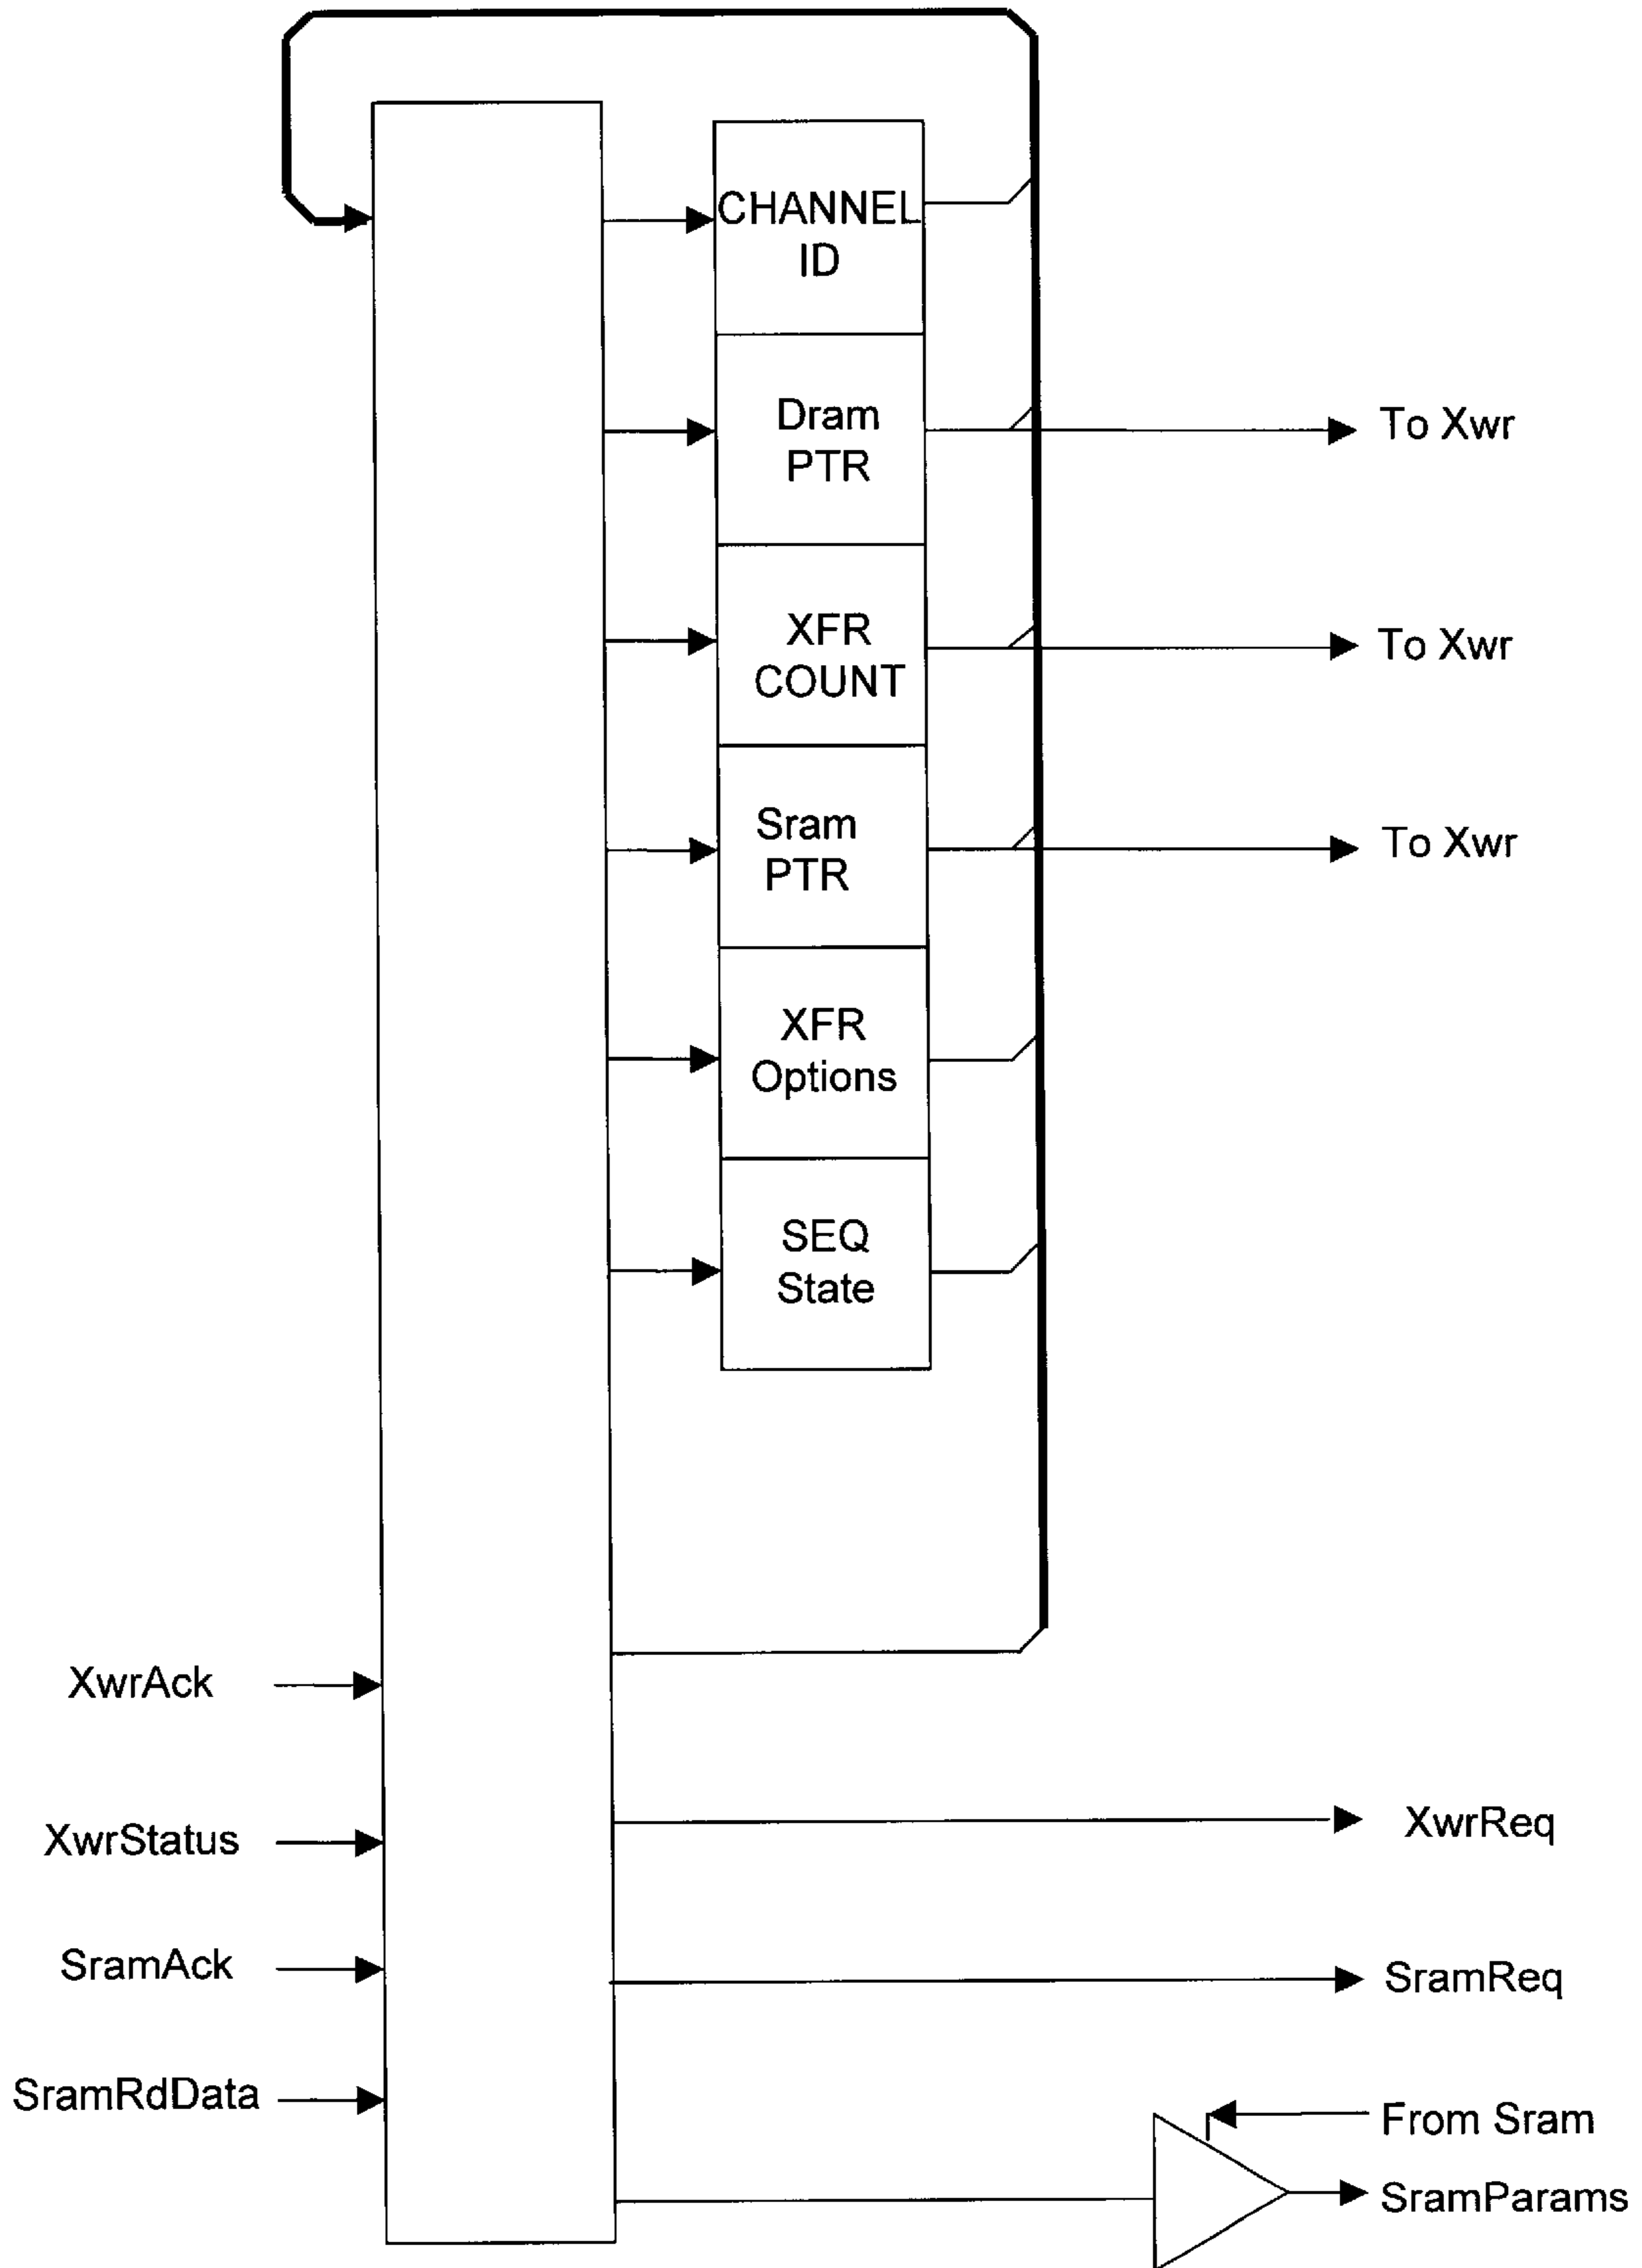 CHANNEL
ID
Dram
PTR
To Xwr
XFR
COUNT
To Xwr
Sram
PTR
To Xwr
XFR
Options
SEQ
State
XwrAck
XwrStatus
XwrReq
SramAck
SramReq
SramRdData
From Sram
SramParams